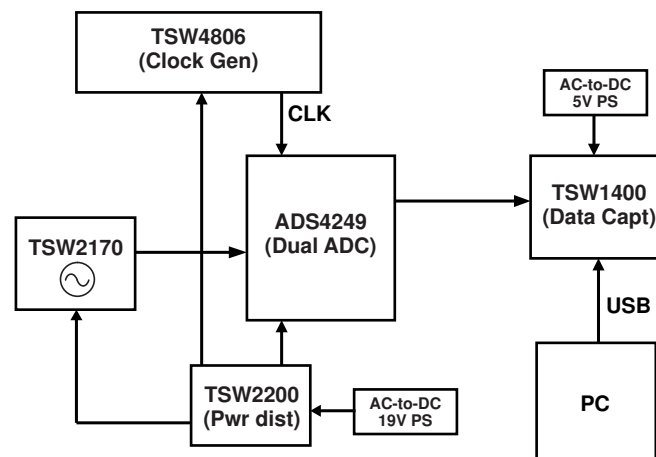 TSW4806
(Clock Gen)
CLK
AC-to-DC
5V PS
ADS4249
(Dual ADC)
TSW1400
(Data Capt)
TSW2170
USB
TSW2200
(Pwr dist)
AC-to-DC
19V PS
PC